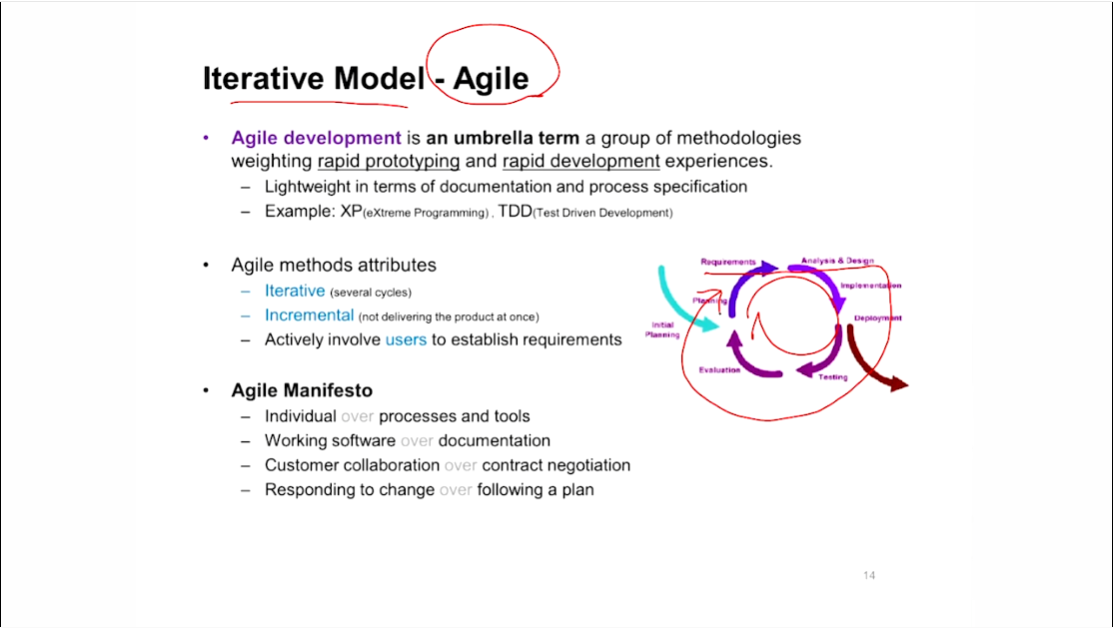 Iterative Model - Agile
• Agile development is an umbrella term a group of methodologies
weighting rapid prototyping and rapid development experiences.
– Lightweight in terms of documentation and process specification
– Example: XP(eXtreme Programming) , TDD(Test Driven Development)
• Agile methods attributes
– Iterative (several cycles)
– Incremental (not delivering the product at once)
– Actively involve users to establish requirements
Requirements
Analysis & Design
Implementation
Planning
Deployment
Initial
Planning
Evaluation
Testing
• Agile Manifesto
– Individual over processes and tools
– Working software over documentation
– Customer collaboration over contract negotiation
– Responding to change over following a plan
14